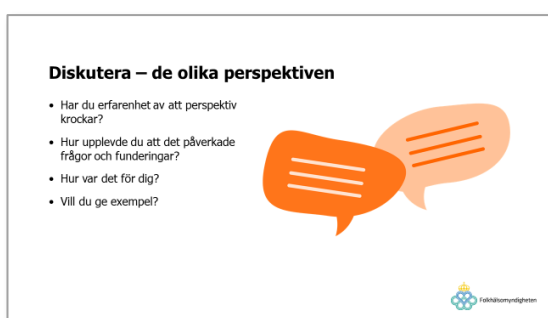 Diskutera – de olika perspektiven
• Har du erfarenhet av att perspektiv
krockar?
• Hur upplevde du att det påverkade
frågor och funderingar?
• Hur var det för dig?
• Vill du ge exempel?
Folkhälsomyndigheten